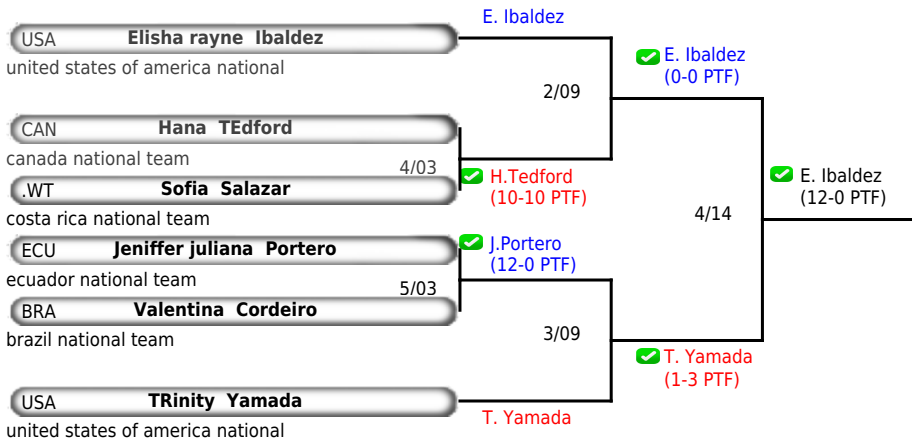 E. Ibaldez
USA Elisha rayne Ibaldez
united states of america national
E. Ibaldez
(0-0 PTF)
2/09
CAN Hana TEdford
canada national team
4/03
H.Tedford
(10-10 PTF)
.WT Sofia Salazar
costa rica national team
E. Ibaldez
(12-0 PTF)
4/14
ECU Jeniffer juliana Portero
ecuador national team
J.Portero
(12-0 PTF)
5/03
BRA Valentina Cordeiro
brazil national team
3/09
T. Yamada
(1-3 PTF)
USA TRinity Yamada
united states of america national
T. Yamada